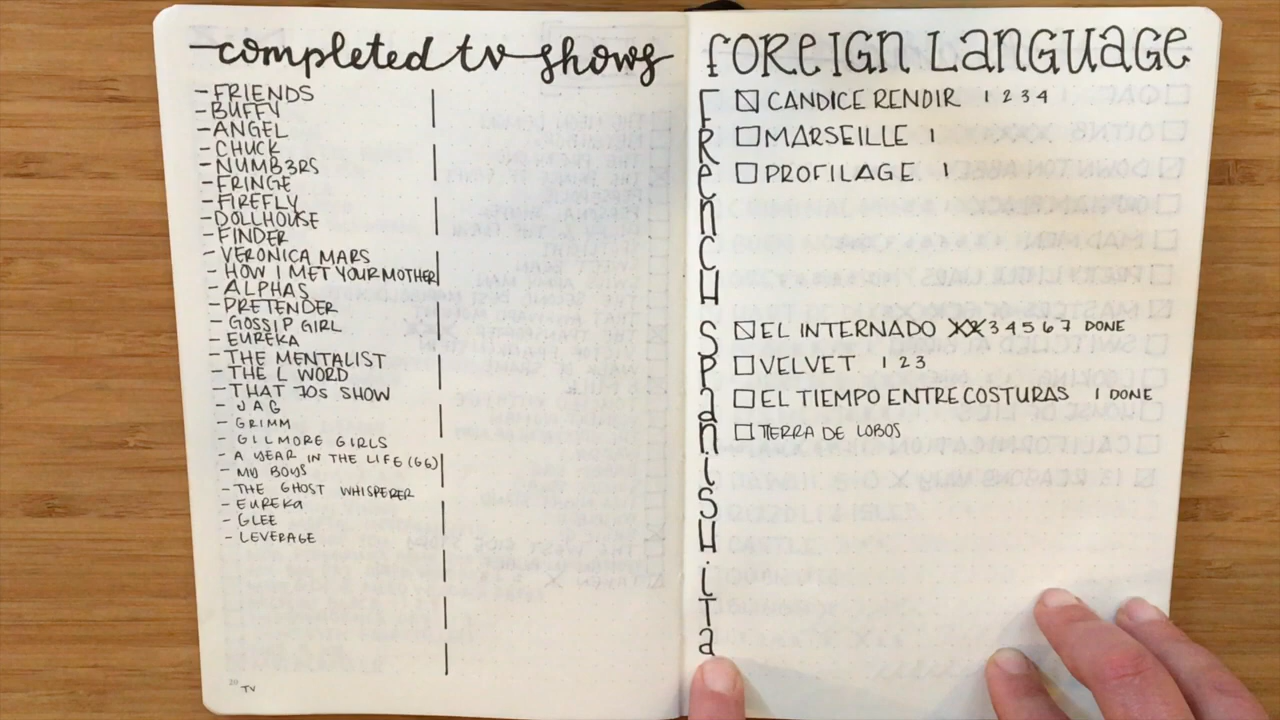 completed tv shows
- FRIENDS
- BUFFY
- ANGEL
- CHUCK
- NUMB3RS
- FRINGE
- FIREFLY
- DOLLHOUSE
- FINDER
- VERONICA MARS
- HOW I MET YOUR MOTHER
- ALPHAS
- PRETENDER
- GOSSIP GIRL
- EUREKA
- THE MENTALIST
- THE L WORD
- THAT 70S SHOW
- JAG
- GRIMM
- GILMORE GIRLS
- A YEAR IN THE LIFE (GG)
- MY BOYS
- THE GHOST WHISPERER
- EUREKA
- GLEE
- LEVERAGE
20
TV
FOREIGN LANGUAGE
FRENCH
CANDICE RENOIR 1 2 3 4
MARSEILLE 1
PROFILAGE 1
SPANISH
EL INTERNADO XX 3 4 5 6 7 DONE
VELVET 2 3
EL TIEMPO ENTRE COSTURAS 1 DONE
TIERRA DE LOBOS
ITA